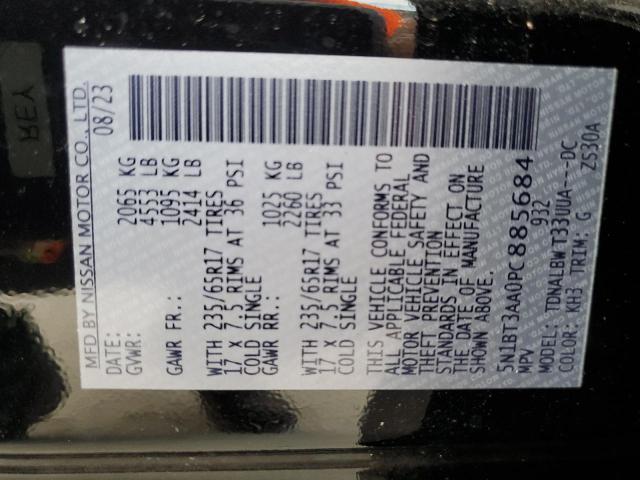 MFD BY NISSAN MOTOR CO., LTD.
DATE: 08/23
GVWR: 2065 KG
4553 LB
GAWR FR.: 1095 KG
2414 LB
WITH 235/65R17 TIRES
17 X 7.5 RIMS AT 36 PSI
COLD SINGLE
GAWR RR.: 1025 KG
2260 LB
WITH 235/65R17 TIRES
17 X 7.5 RIMS AT 33 PSI
COLD SINGLE
THIS VEHICLE CONFORMS TO
ALL APPLICABLE FEDERAL
MOTOR VEHICLE SAFETY AND
THEFT PREVENTION
STANDARDS IN EFFECT ON
THE DATE OF MANUFACTURE
SHOWN ABOVE.
5N1BT3AA0PC885684
MPV 932
MODEL: TDNALBWT33UUA---DC
COLOR: KH3 TRIM: G ZS30A